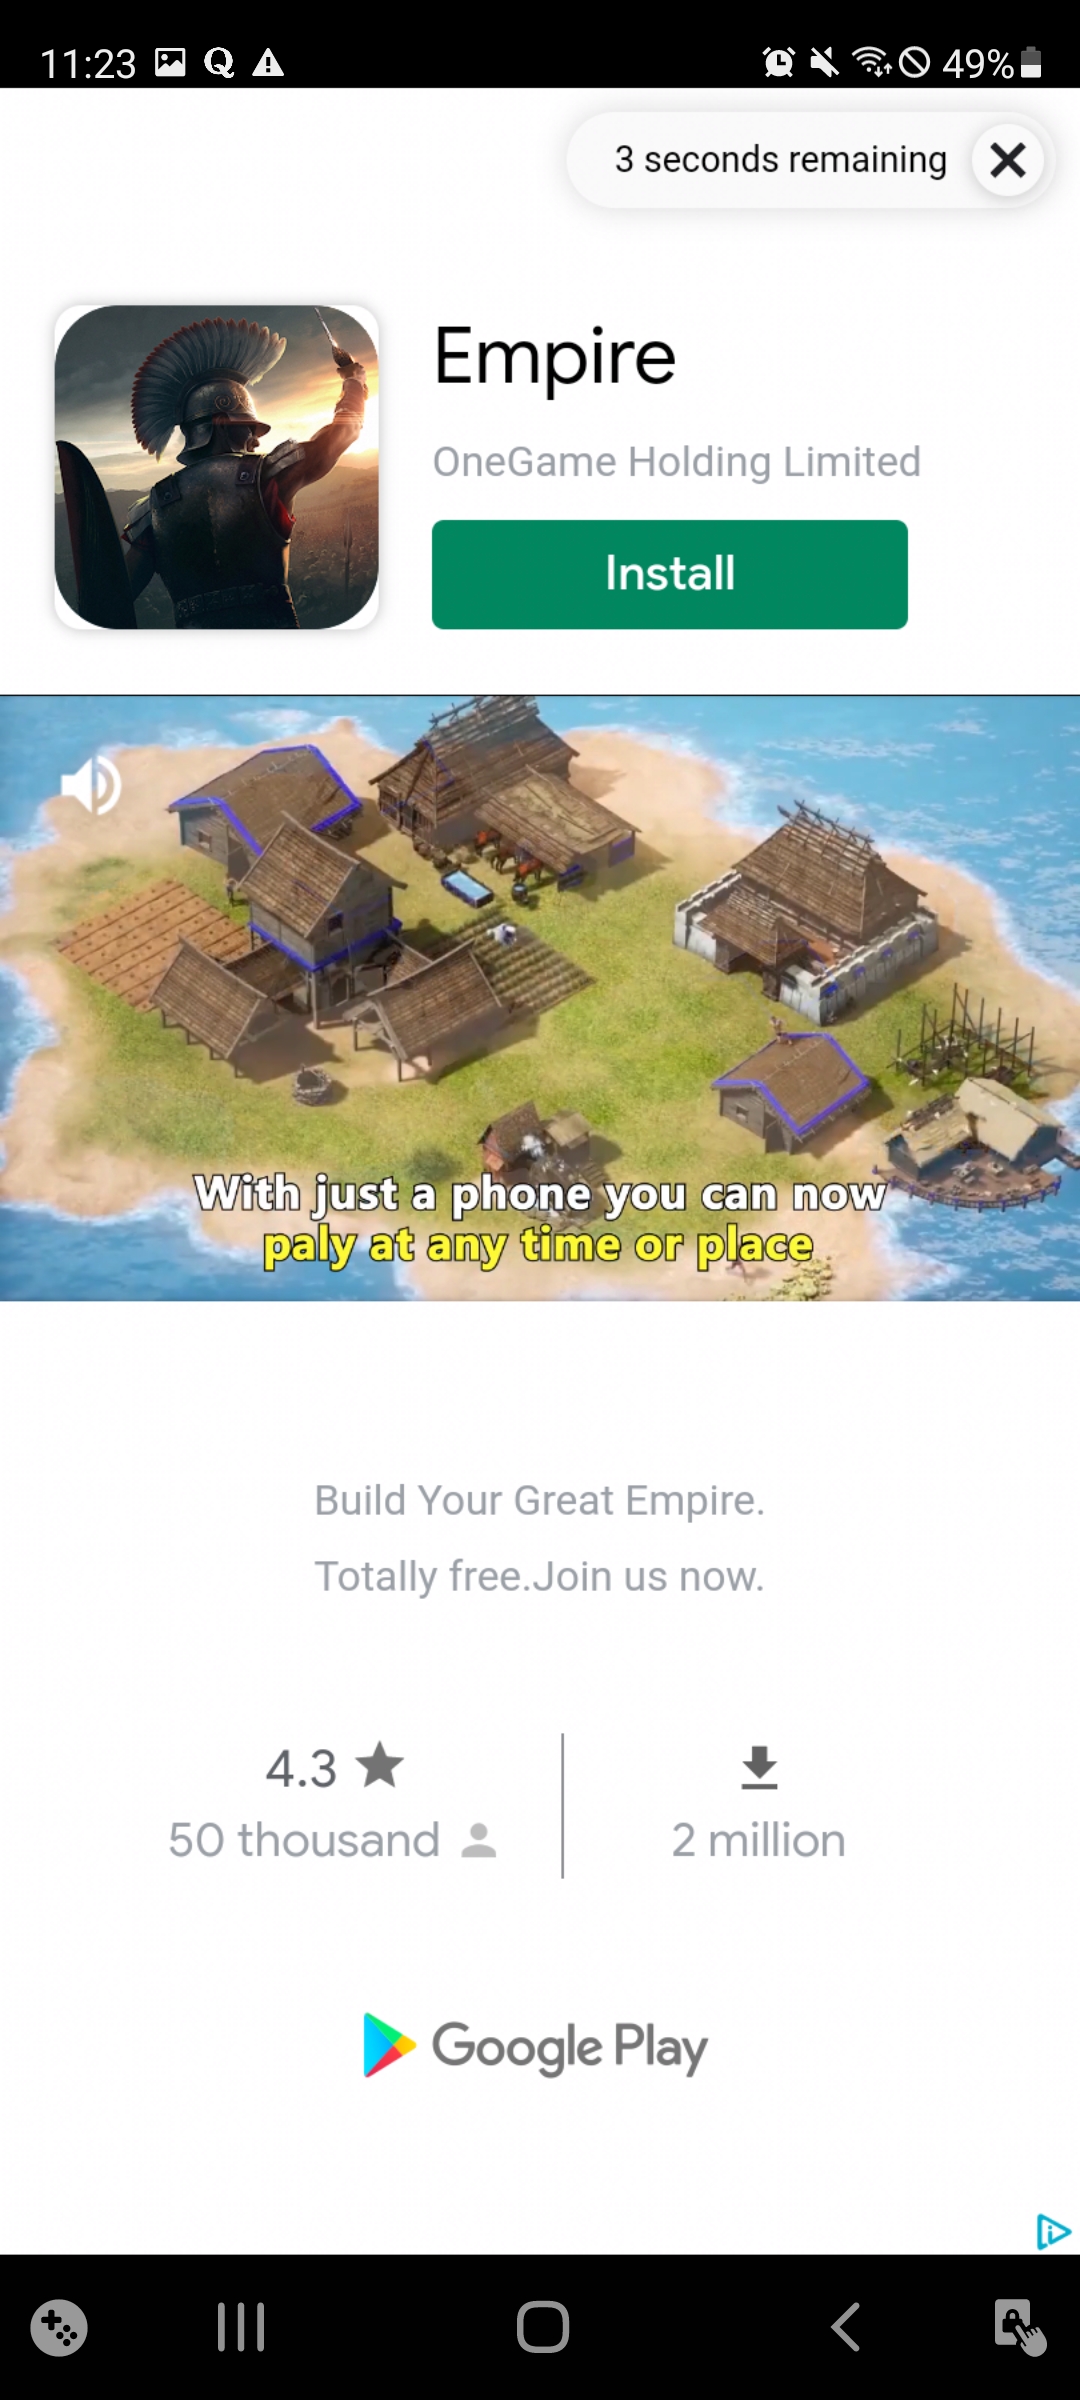 11:23
49%
3 seconds remaining
Empire
OneGame Holding Limited
Install
With just a phone you can now
paly at any time or place
Build Your Great Empire.
Totally free.Join us now.
4.3
50 thousand
2 million
Google Play